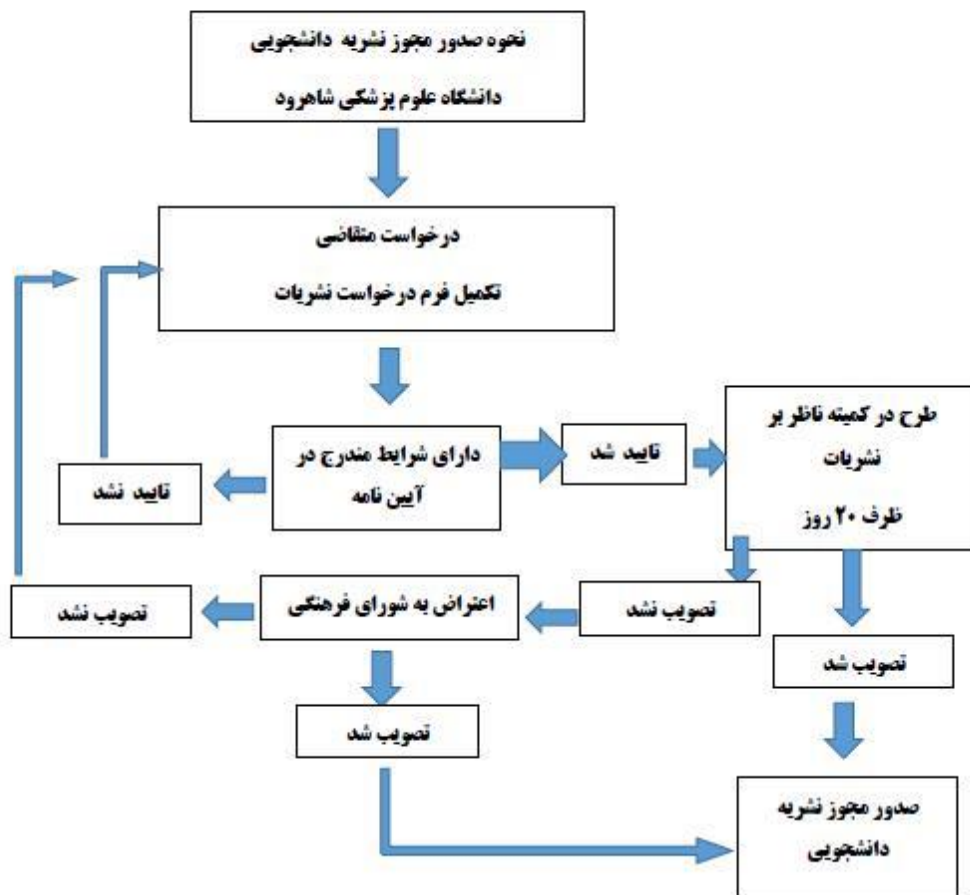 نحوه صدور مجوز نشریه دانشجویی
دانشگاه علوم پزشکی شاهرود
درخواست متقاضی
تکمیل فرم درخواست نشریات
دارای شرایط مندرج در
آیین نامه
تایید شد
طرح در کمیته ناظر بر
نشریات
ظرف ۲۰ روز
تایید نشد
تصویب نشد
اعتراض به شورای فرهنگی
تصویب نشد
تصویب شد
تصویب شد
صدور مجوز نشریه
دانشجویی